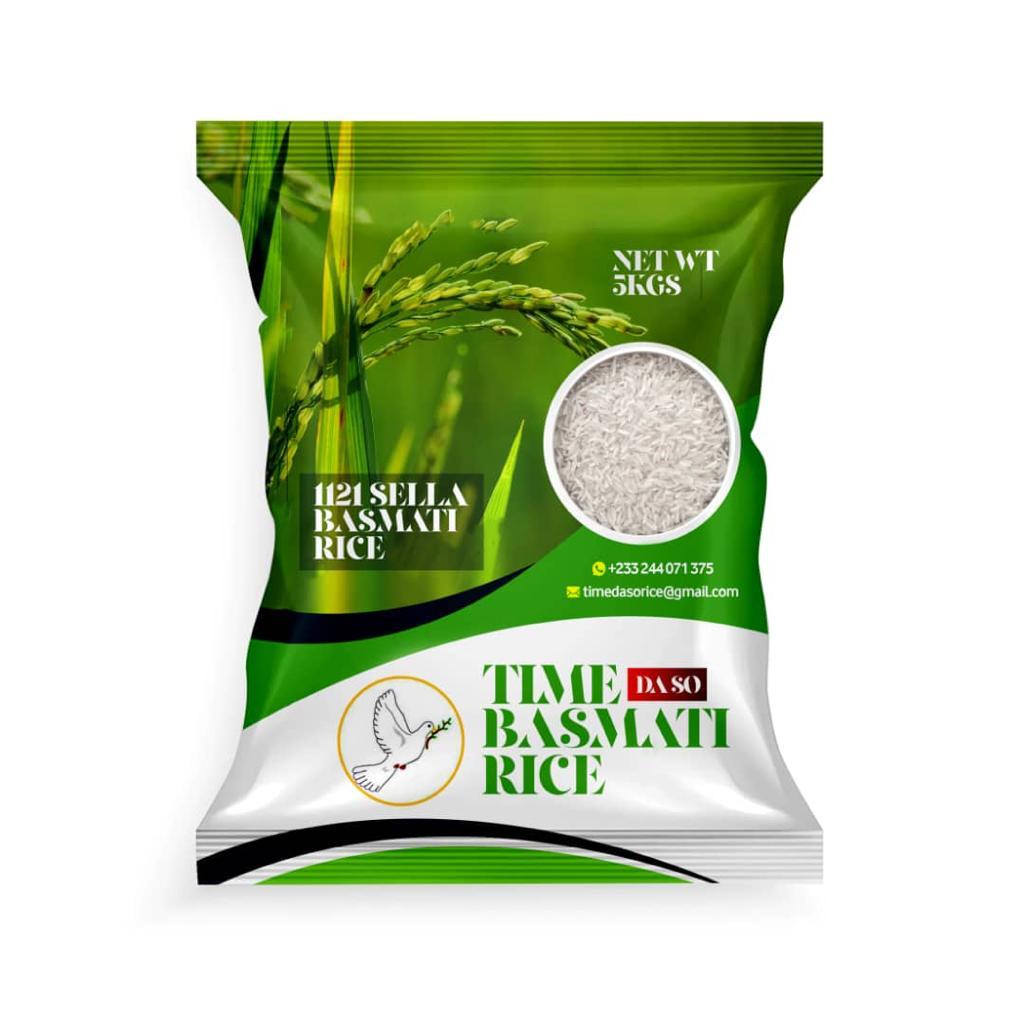 NET WT
5KGS
1121 SELLA
BASMATI
RICE
+233 244 071 375
timedasorice@gmail.com
TIME DA SO
BASMATI
RICE